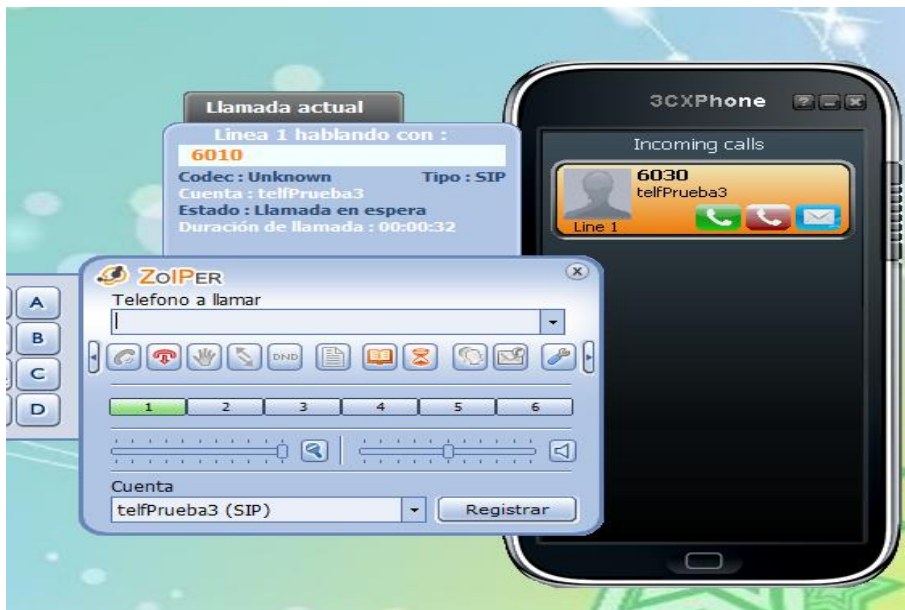 Llamada actual
Linea 1 hablando con :
6010
Codec : Unknown Tipo : SIP
Cuenta : telfPrueba3
Estado : Llamada en espera
Duración de llamada : 00:00:32
A
B
C
D
ZOIPER
Telefono a llamar
DND
1 2 3 4 5 6
Cuenta
telfPrueba3 (SIP) Registrar
3CXPhone ?
Incoming calls
6030
telfPrueba3
Line 1